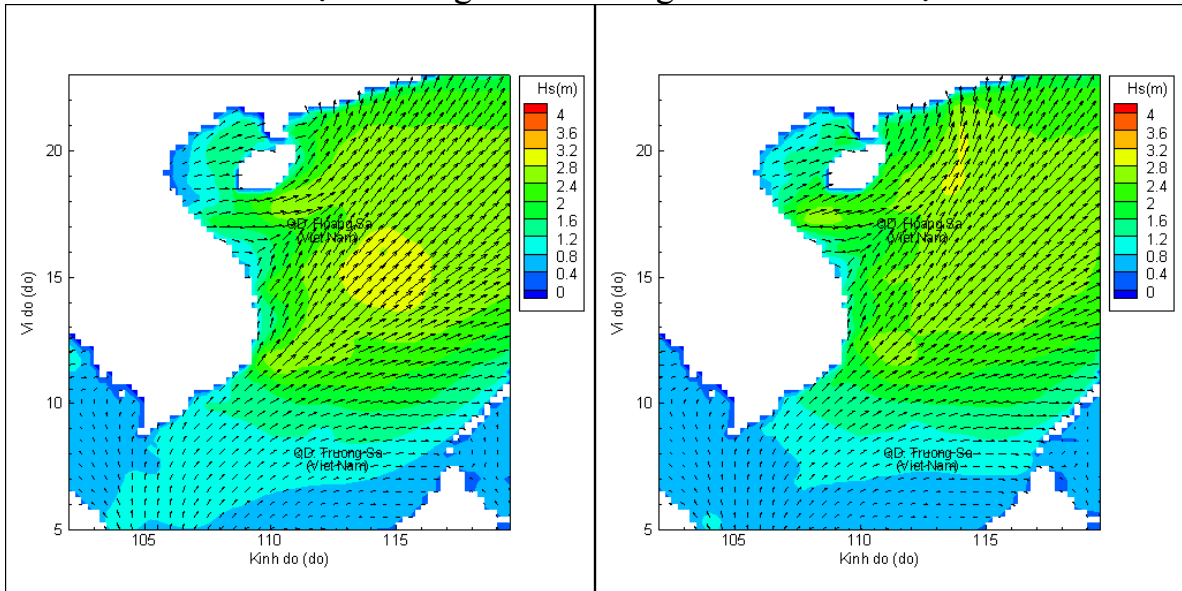 Hs(m)
4
3.6
3.2
2.8
2.4
2
1.6
1.2
0.8
0.4
0
20
15
10
5
Vi do (do)
105
110
115
Kinh do (do)
QD. Hoang Sa
(Viet Nam)
QD. Truong Sa
(Viet Nam)
Hs(m)
4
3.6
3.2
2.8
2.4
2
1.6
1.2
0.8
0.4
0
20
15
10
5
Vi do (do)
105
110
115
Kinh do (do)
QD. Hoang Sa
(Viet Nam)
QD. Truong Sa
(Viet Nam)